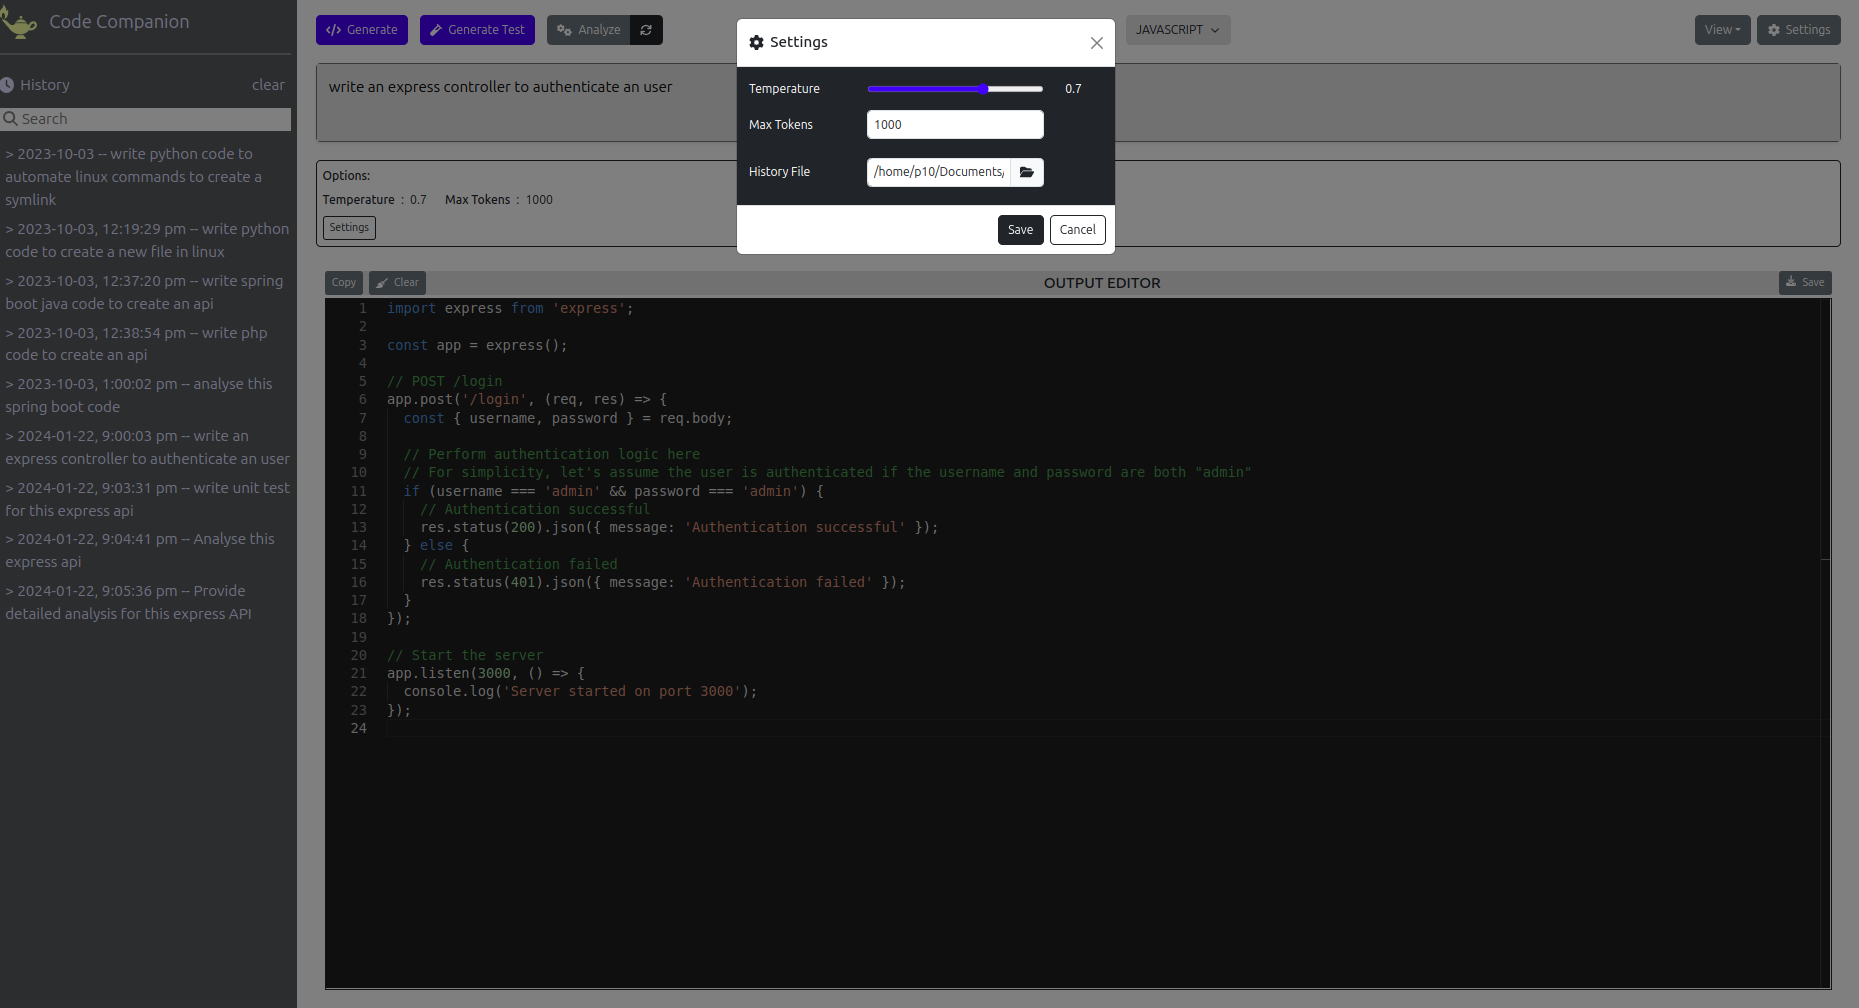 Code Companion
History clear
Search
> 2023-10-03 -- write python code to
automate linux commands to create a
symlink
> 2023-10-03, 12:19:29 pm -- write python
code to create a new file in linux
> 2023-10-03, 12:37:20 pm -- write spring
boot java code to create an api
> 2023-10-03, 12:38:54 pm -- write php
code to create an api
> 2023-10-03, 1:00:02 pm -- analyse this
spring boot code
> 2024-01-22, 9:00:03 pm -- write an
express controller to authenticate an user
> 2024-01-22, 9:03:31 pm -- write unit test
for this express api
> 2024-01-22, 9:04:41 pm -- Analyse this
express api
> 2024-01-22, 9:05:36 pm -- Provide
detailed analysis for this express API
</> Generate Generate Test Analyze JAVASCRIPT View Settings
write an express controller to authenticate an user
Options:
Temperature : 0.7 Max Tokens : 1000
Settings
Settings
Temperature 0.7
Max Tokens 1000
History File /home/p10/Documents/
Save Cancel
Copy Clear OUTPUT EDITOR Save
1 import express from 'express';
2
3 const app = express();
4
5 // POST /login
6 app.post('/login', (req, res) => {
7 const { username, password } = req.body;
8
9 // Perform authentication logic here
10 // For simplicity, let's assume the user is authenticated if the username and password are both "admin"
11 if (username === 'admin' && password === 'admin') {
12 // Authentication successful
13 res.status(200).json({ message: 'Authentication successful' });
14 } else {
15 // Authentication failed
16 res.status(401).json({ message: 'Authentication failed' });
17 }
18 });
19
20 // Start the server
21 app.listen(3000, () => {
22 console.log('Server started on port 3000');
23 });
24